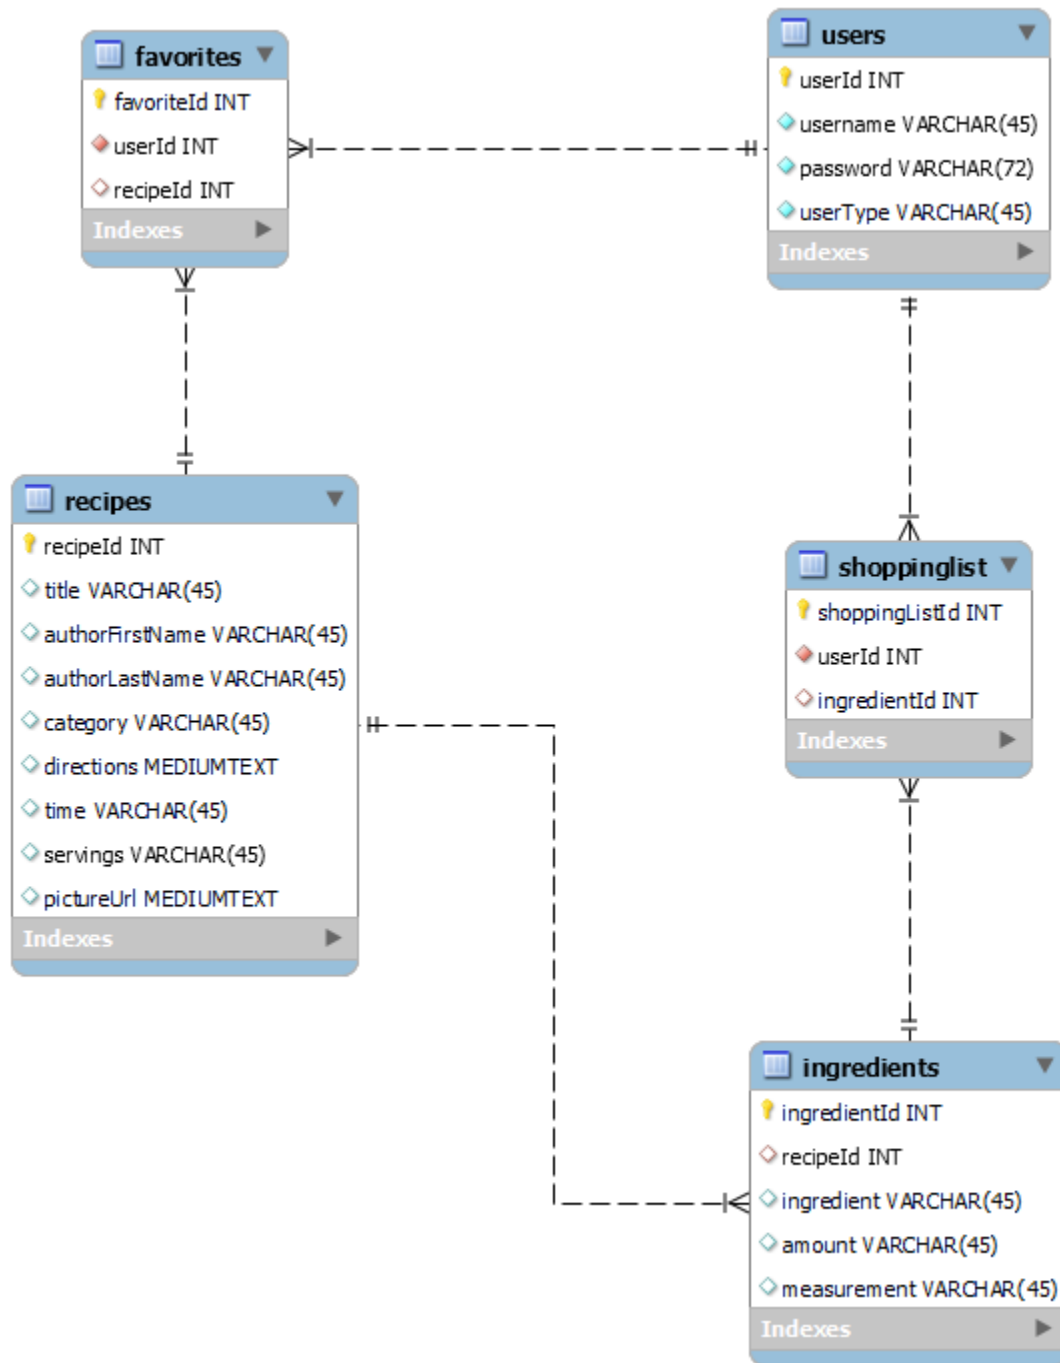 favorites
favoriteId INT
userId INT
recipeId INT
Indexes
users
userId INT
username VARCHAR(45)
password VARCHAR(72)
userType VARCHAR(45)
Indexes
recipes
recipeId INT
title VARCHAR(45)
authorFirstName VARCHAR(45)
authorLastName VARCHAR(45)
category VARCHAR(45)
directions MEDIUMTEXT
time VARCHAR(45)
servings VARCHAR(45)
pictureUrl MEDIUMTEXT
Indexes
shoppinglist
shoppingListId INT
userId INT
ingredientId INT
Indexes
ingredients
ingredientId INT
recipeId INT
ingredient VARCHAR(45)
amount VARCHAR(45)
measurement VARCHAR(45)
Indexes